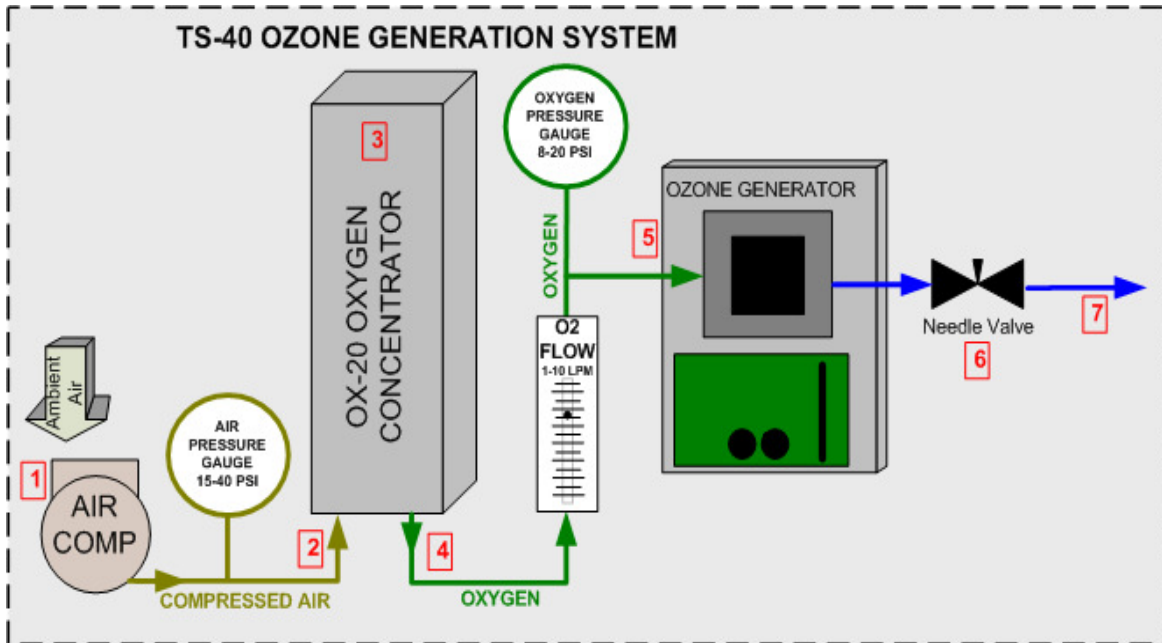 TS-40 OZONE GENERATION SYSTEM
Ambient
Air
1
AIR
COMP
AIR
PRESSURE
GAUGE
15-40 PSI
2
COMPRESSED AIR
3
OX-20 OXYGEN
CONCENTRATOR
4
OXYGEN
O2
FLOW
1-10 LPM
OXYGEN
OXYGEN
PRESSURE
GAUGE
8-20 PSI
5
OZONE GENERATOR
Needle Valve
6
7